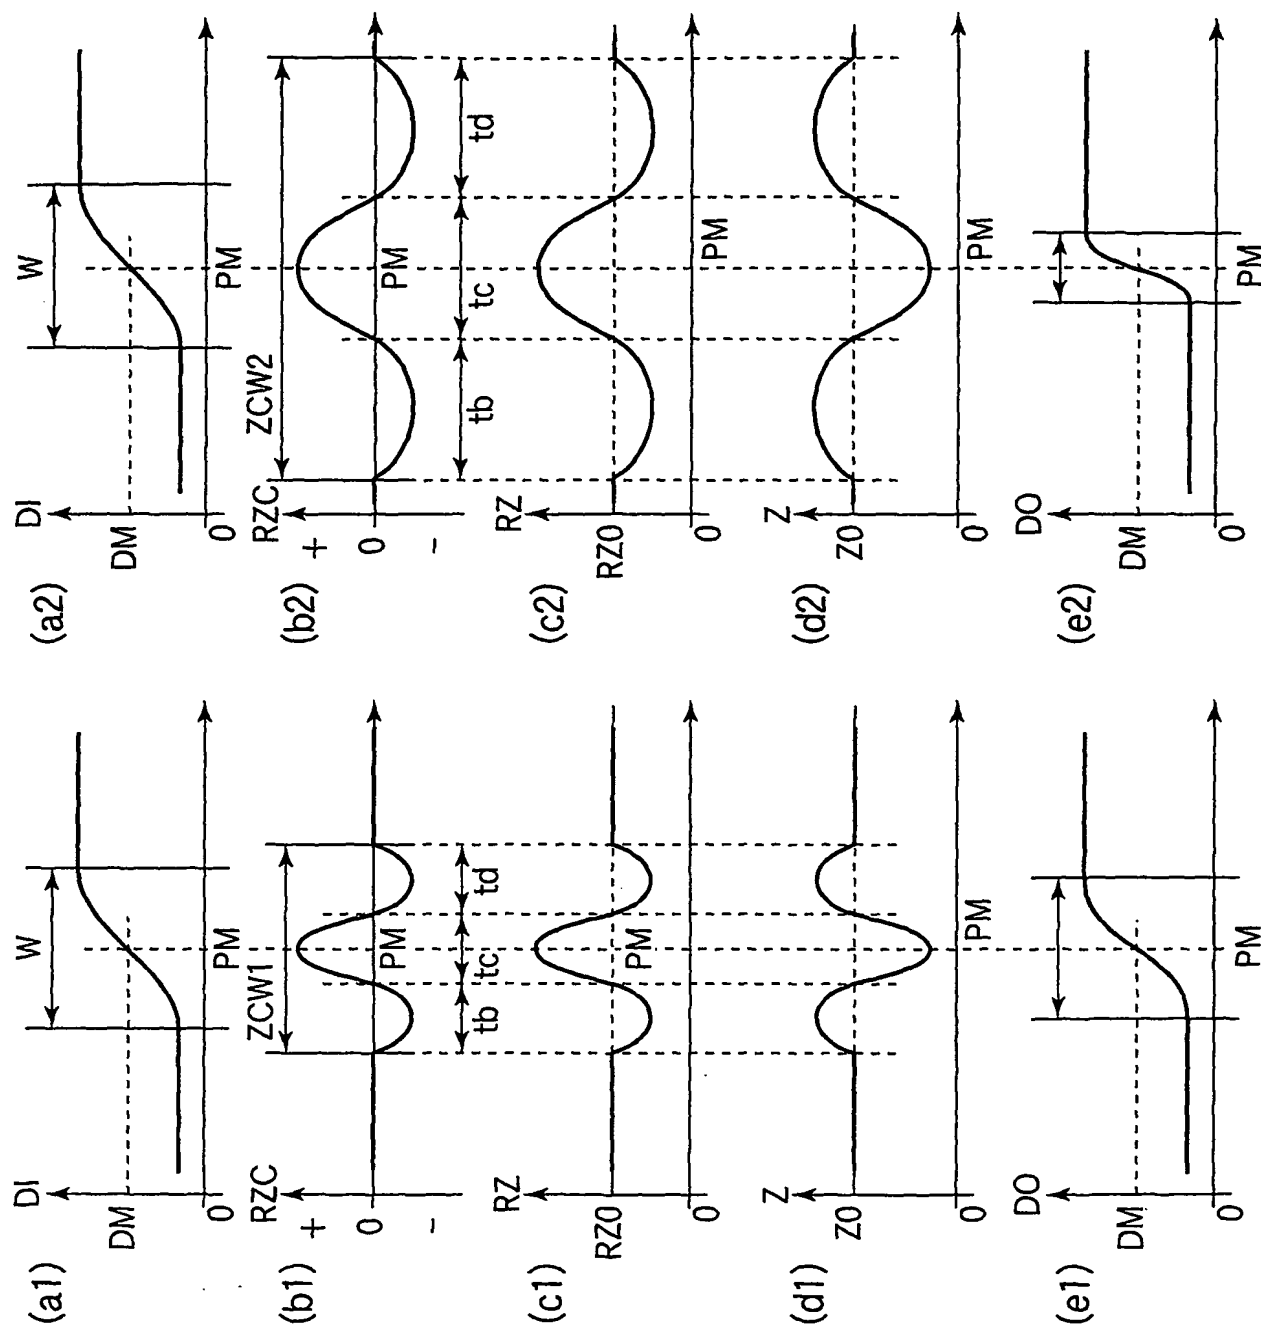 (a1)
DI
DM
0
W
PM
(b1)
RZC
+
0
-
ZCW1
PM
tb
tc
td
(c1)
RZ
RZ0
0
PM
(d1)
Z
Z0
0
PM
(e1)
DO
DM
0
PM
(a2)
DI
DM
0
W
PM
(b2)
RZC
+
0
-
ZCW2
PM
tb
tc
td
(c2)
RZ
RZ0
0
PM
(d2)
Z
Z0
0
PM
(e2)
DO
DM
0
PM